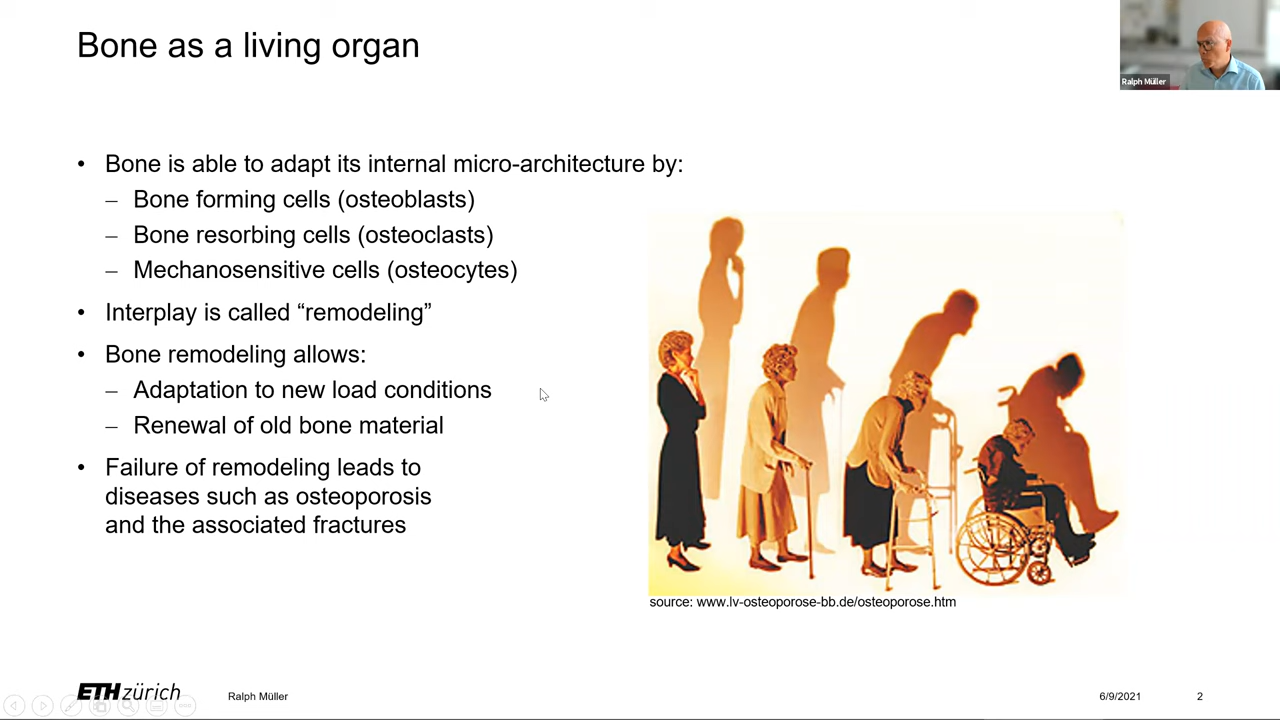 Bone as a living organ
Ralph Müller
• Bone is able to adapt its internal micro-architecture by:
– Bone forming cells (osteoblasts)
– Bone resorbing cells (osteoclasts)
– Mechanosensitive cells (osteocytes)
• Interplay is called “remodeling”
• Bone remodeling allows:
– Adaptation to new load conditions
– Renewal of old bone material
• Failure of remodeling leads to
diseases such as osteoporosis
and the associated fractures
source: www.lv-osteoporose-bb.de/osteoporose.htm
ETH zürich
Ralph Müller
6/9/2021
2